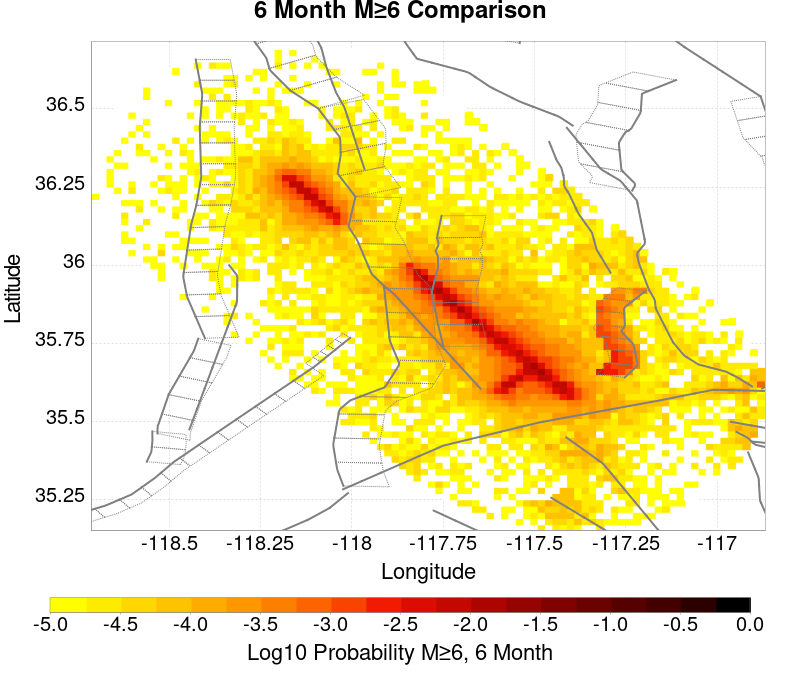 6 Month M≥6 Comparison
36.5
36.25
36
35.75
35.5
35.25
Latitude
-118.5 -118.25 -118 -117.75 -117.5 -117.25 -117
Longitude
-5.0 -4.5 -4.0 -3.5 -3.0 -2.5 -2.0 -1.5 -1.0 -0.5 0.0
Log10 Probability M≥6, 6 Month